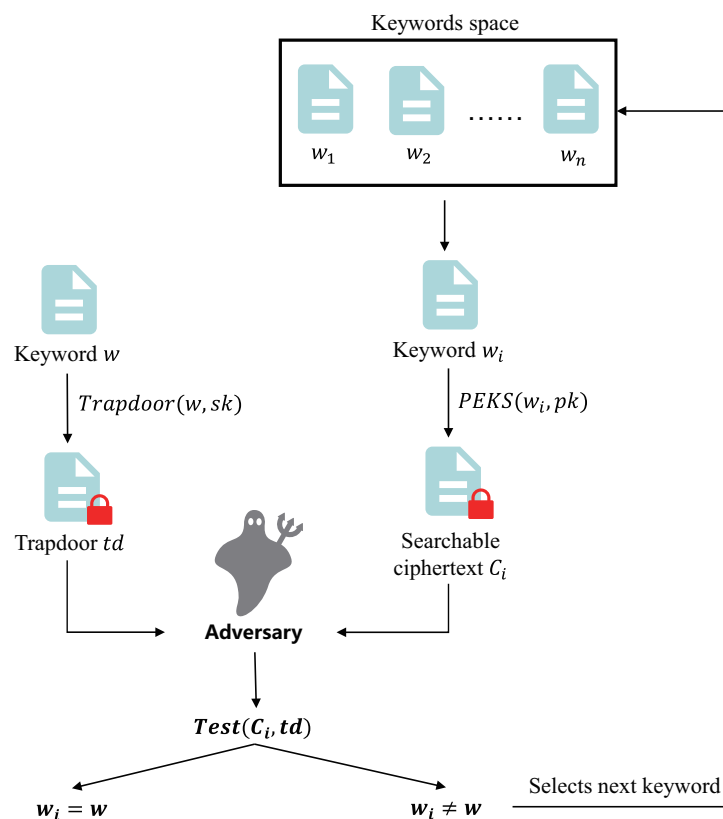 Keywords space
w₁ w₂ ...... wₙ
Keyword w
Keyword wᵢ
Trapdoor(w, sk)
PEKS(wᵢ, pk)
Trapdoor td
Searchable
ciphertext Cᵢ
Adversary
Test(Cᵢ, td)
wᵢ = w
wᵢ ≠ w
Selects next keyword